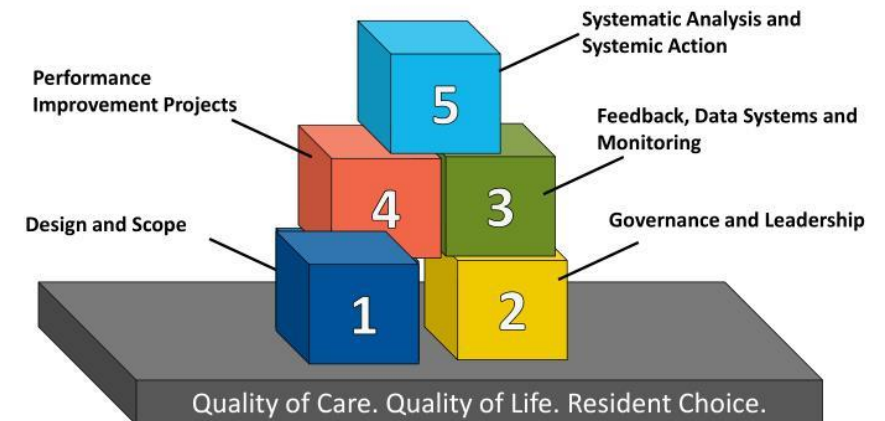 Systematic Analysis and
Systemic Action
5
Performance
Improvement Projects
4
3
Feedback, Data Systems and
Monitoring
Design and Scope
1
2
Governance and Leadership
Quality of Care. Quality of Life. Resident Choice.